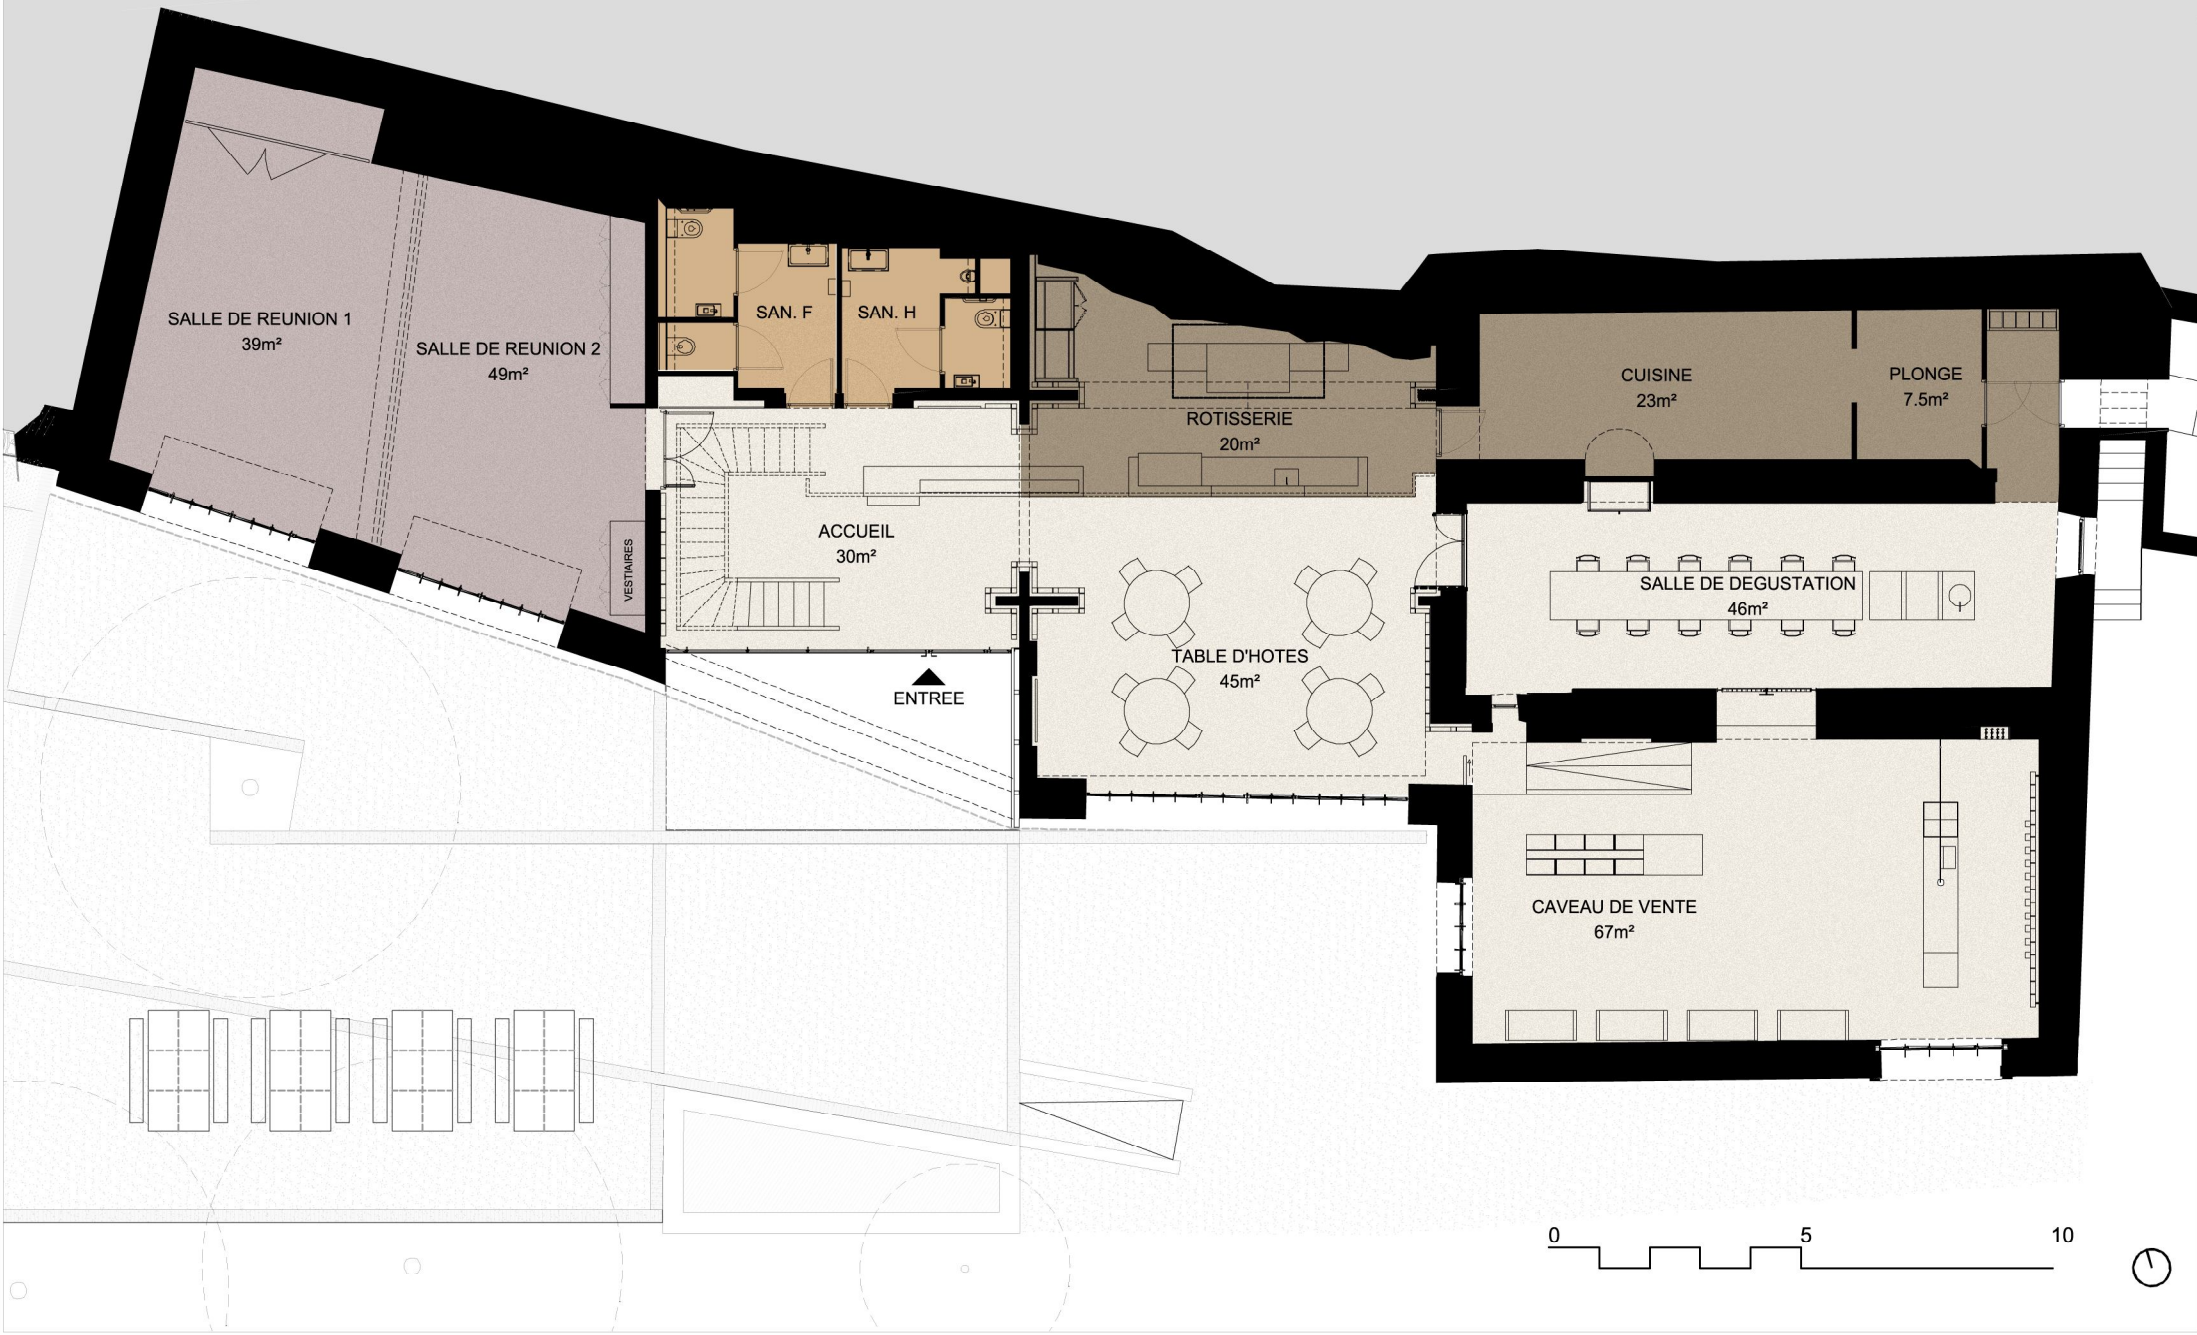 SALLE DE REUNION 1
39m²
SALLE DE REUNION 2
49m²
VESTIAIRES
SAN. F
SAN. H
ACCUEIL
30m²
ENTREE
ROTISSERIE
20m²
TABLE D'HOTES
45m²
CUISINE
23m²
PLONGE
7.5m²
SALLE DE DEGUSTATION
46m²
CAVEAU DE VENTE
67m²
0 5 10